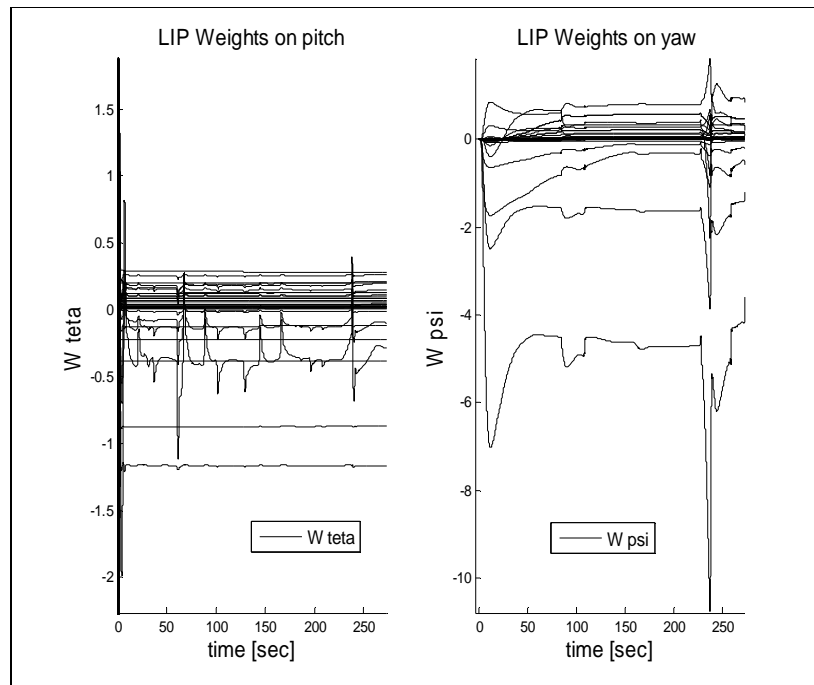 LIP Weights on pitch
W teta
1.5
1
0.5
0
-0.5
-1
-1.5
-2
0 50 100 150 200 250
time [sec]
W teta
LIP Weights on yaw
W psi
0
-2
-4
-6
-8
-10
0 50 100 150 200 250
time [sec]
W psi